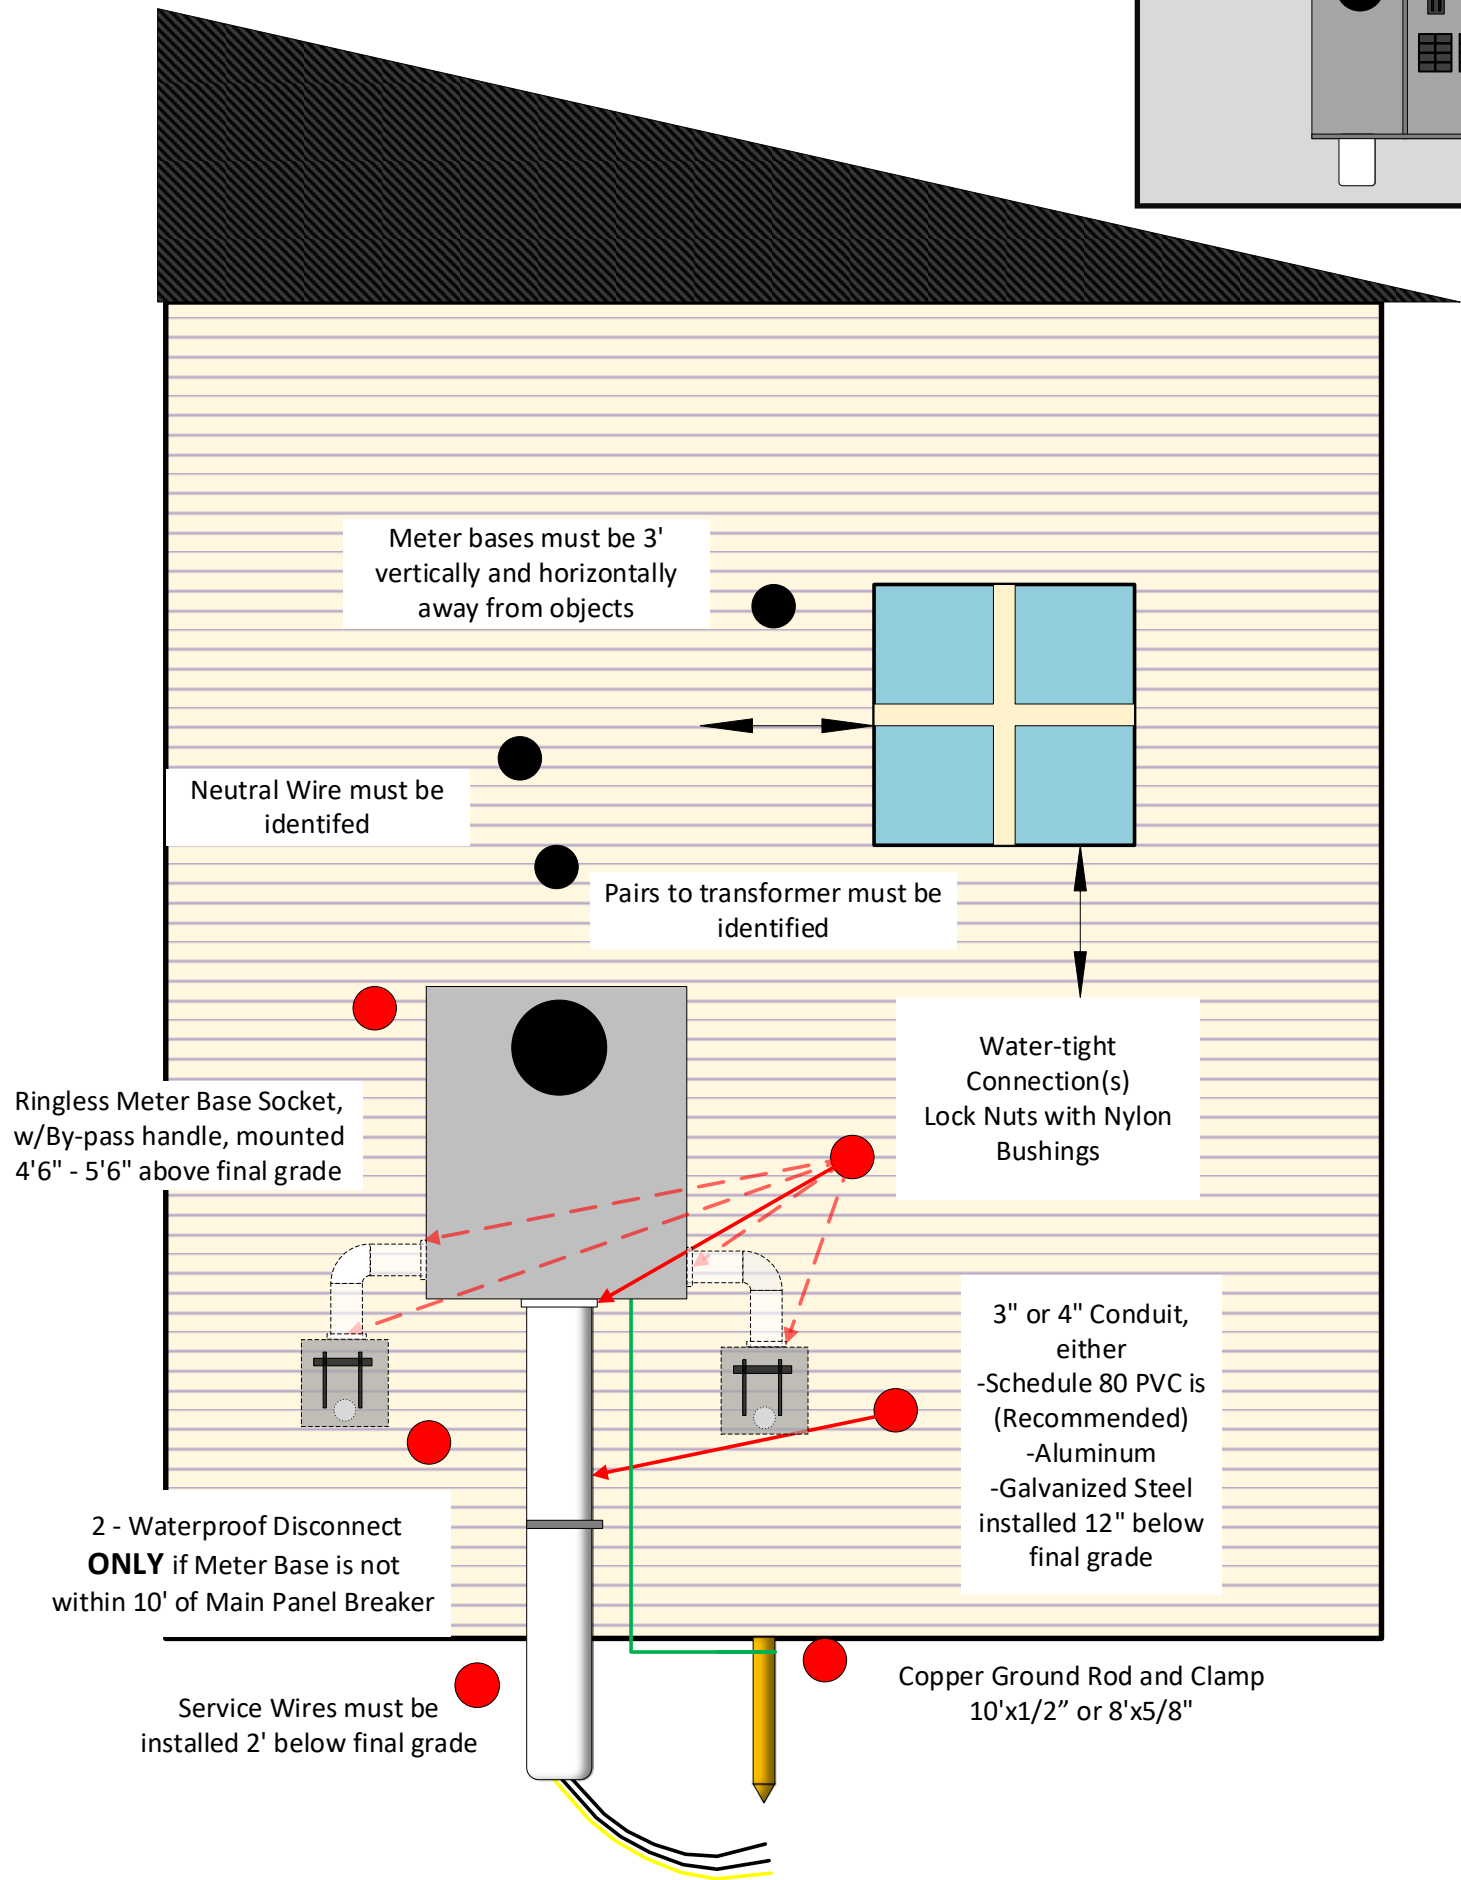 Meter bases must be 3'
vertically and horizontally
away from objects
Neutral Wire must be
identifed
Pairs to transformer must be
identified
Water-tight
Connection(s)
Lock Nuts with Nylon
Bushings
Ringless Meter Base Socket,
w/By-pass handle, mounted
4'6" - 5'6" above final grade
3" or 4" Conduit,
either
-Schedule 80 PVC is
(Recommended)
-Aluminum
-Galvanized Steel
installed 12" below
final grade
2 - Waterproof Disconnect
ONLY if Meter Base is not
within 10' of Main Panel Breaker
Service Wires must be
installed 2' below final grade
Copper Ground Rod and Clamp
10'x1/2” or 8'x5/8"